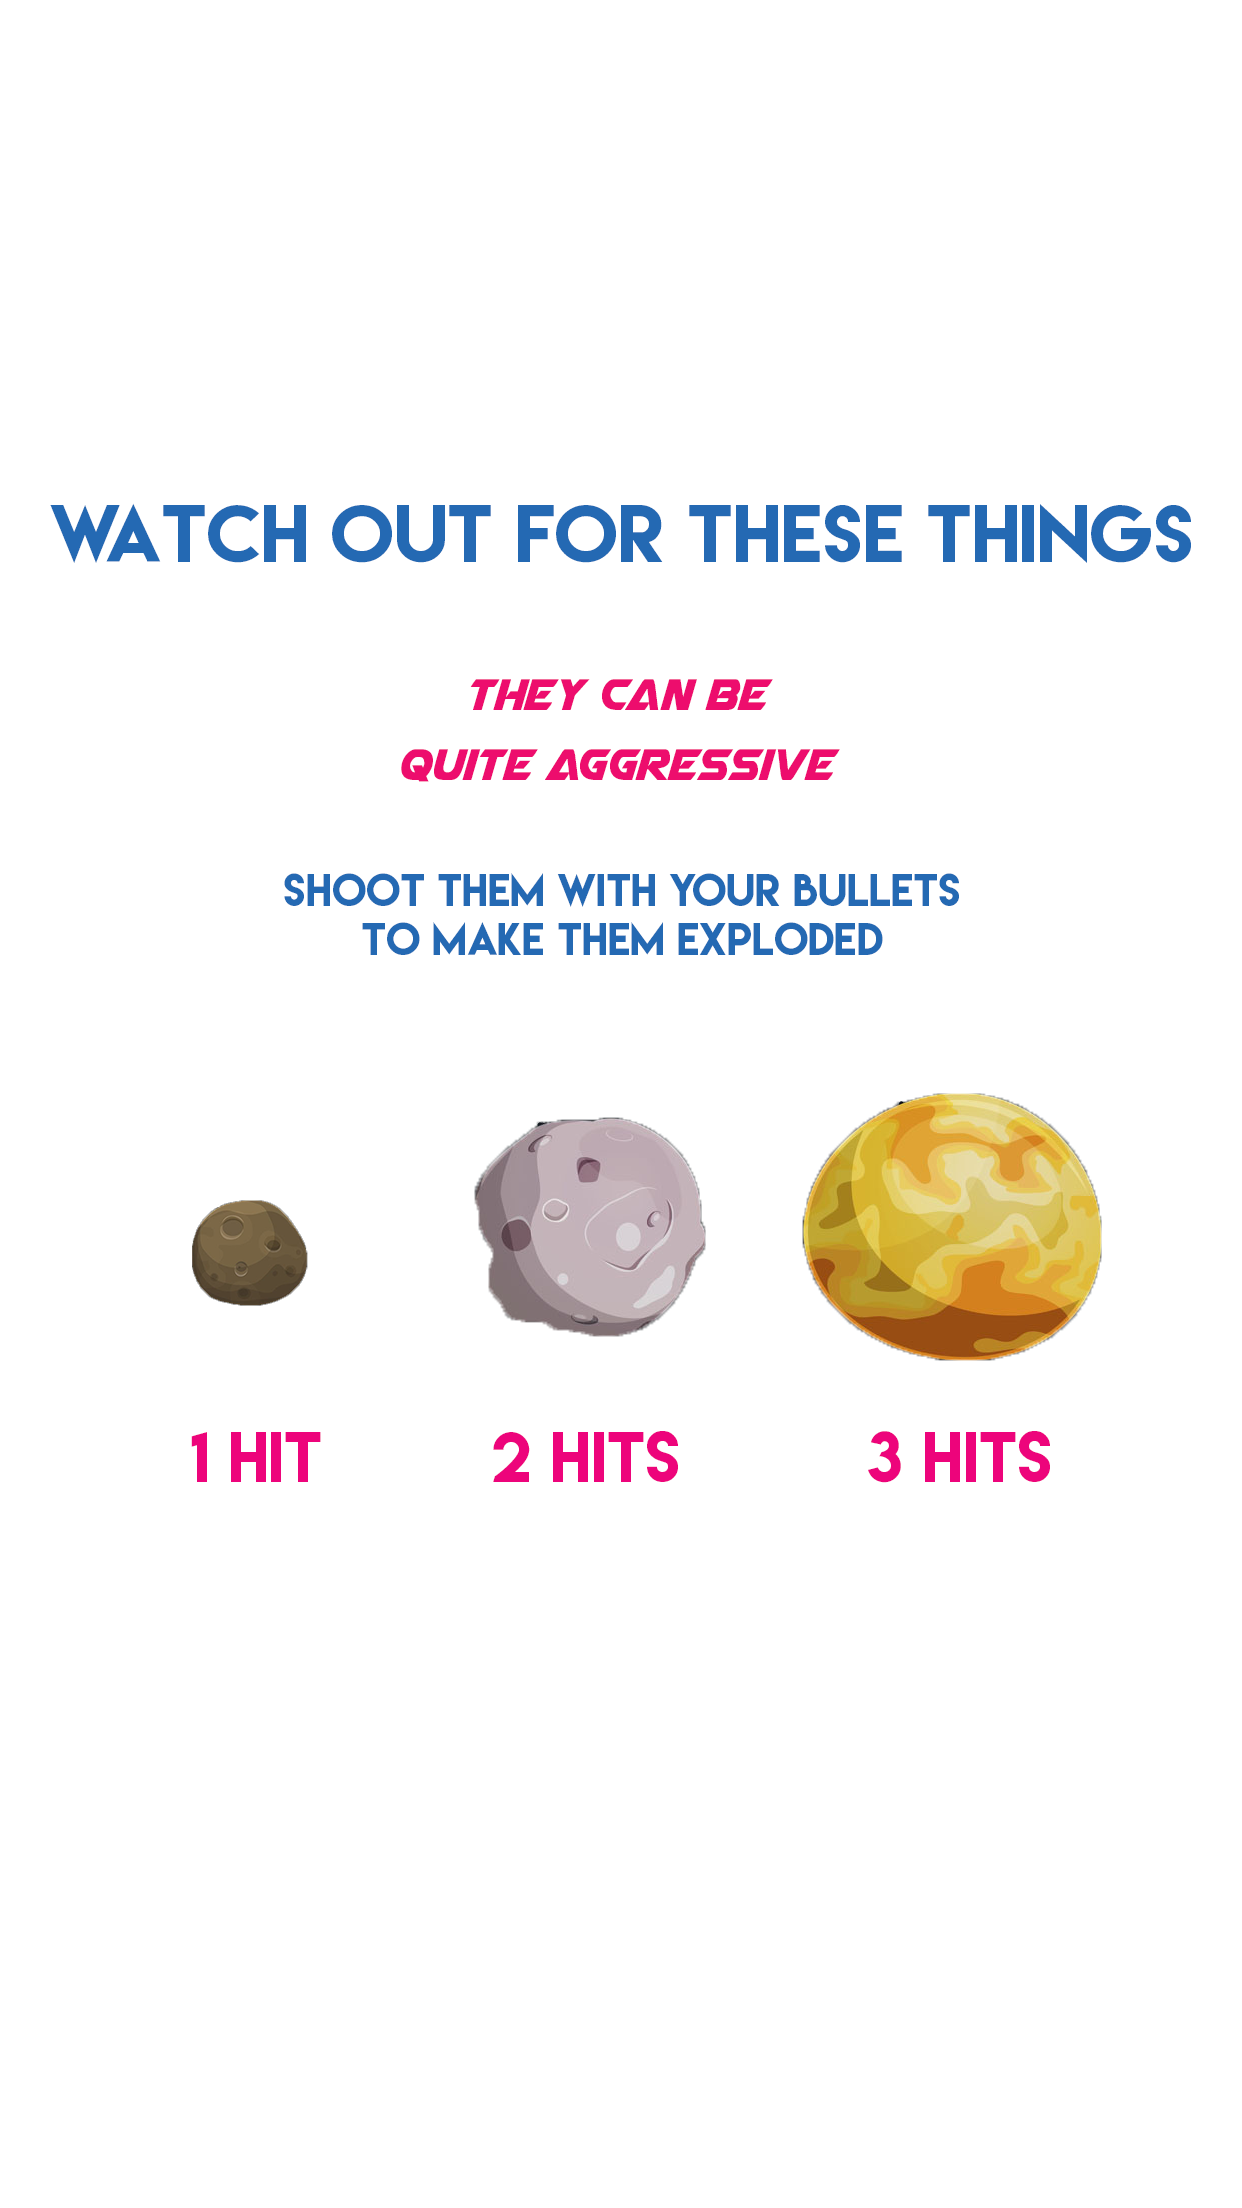 WATCH OUT FOR THESE THINGS
THEY CAN BE
QUITE AGGRESSIVE
SHOOT THEM WITH YOUR BULLETS
TO MAKE THEM EXPLODED
1 HIT
2 HITS
3 HITS